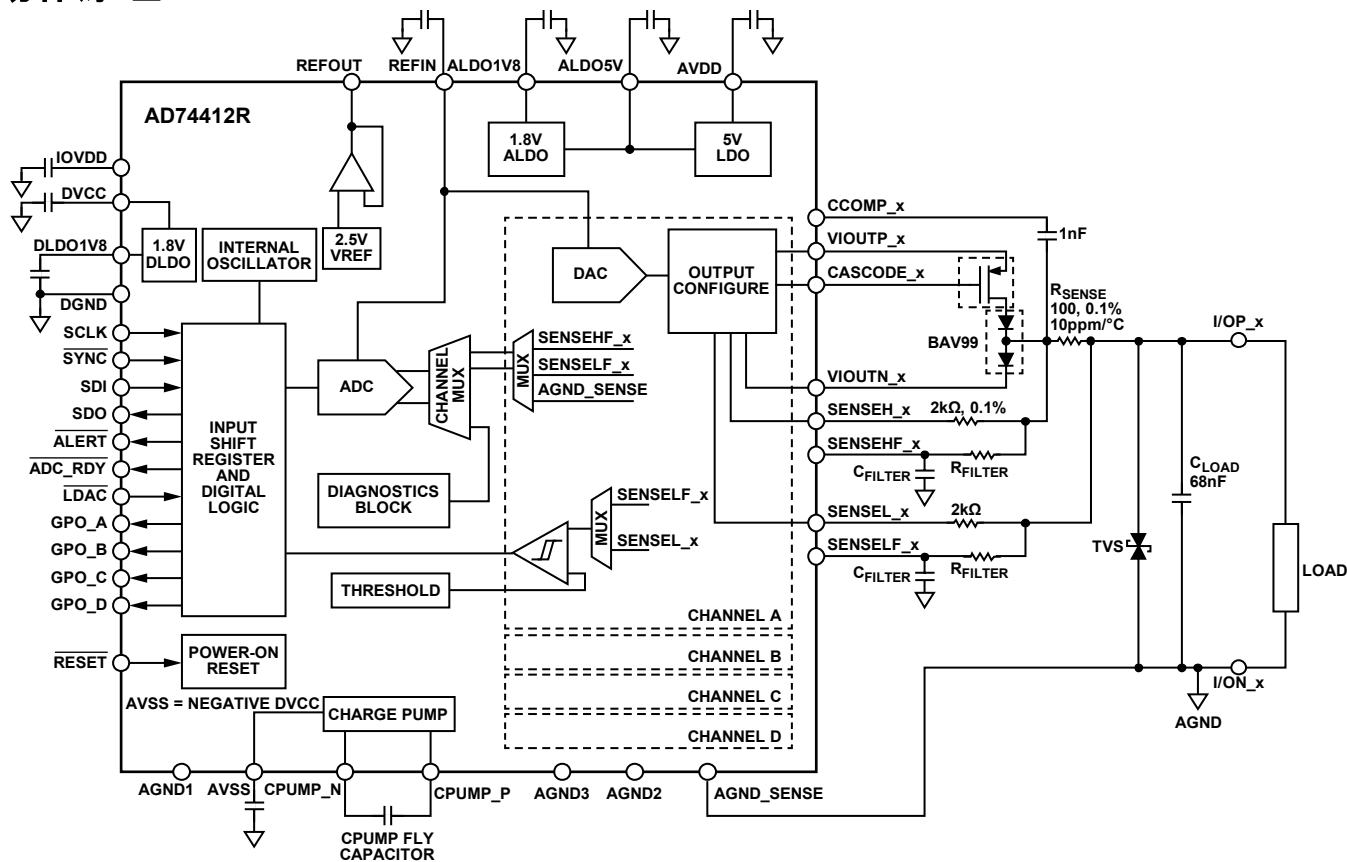 REFOUT
REFIN
ALDO1V8
ALDO5V
AVDD
AD74412R
IOVDD
DVCC
DLDO1V8
DGND
SCLK
SYNC
SDI
SDO
ALERT
ADC_RDY
LDAC
GPO_A
GPO_B
GPO_C
GPO_D
RESET
1.8V
DLDO
INTERNAL
OSCILLATOR
2.5V
VREF
1.8V
ALDO
5V
LDO
INPUT
SHIFT
REGISTER
AND
DIGITAL
LOGIC
ADC
CHANNEL
MUX
MUX
SENSEHF_x
SENSELF_x
AGND_SENSE
DAC
OUTPUT
CONFIGURE
DIAGNOSTICS
BLOCK
THRESHOLD
MUX
SENSELF_x
SENSEL_x
CHANNEL A
CHANNEL B
CHANNEL C
CHANNEL D
POWER-ON
RESET
AVSS = NEGATIVE DVCC
CHARGE PUMP
AGND1
AVSS
CPUMP_N
CPUMP_P
AGND3
AGND2
AGND_SENSE
CPUMP FLY
CAPACITOR
CCOMP_x
VIOUTP_x
CASCODE_x
VIOUTN_x
SENSEH_x
SENSEHF_x
SENSEL_x
SENSELF_x
1nF
BAV99
RSENSE
100, 0.1%
10ppm/°C
2kΩ, 0.1%
CFILTER
RFILTER
2kΩ
CFILTER
RFILTER
I/OP_x
TVS
CLOAD
68nF
LOAD
I/ON_x
AGND